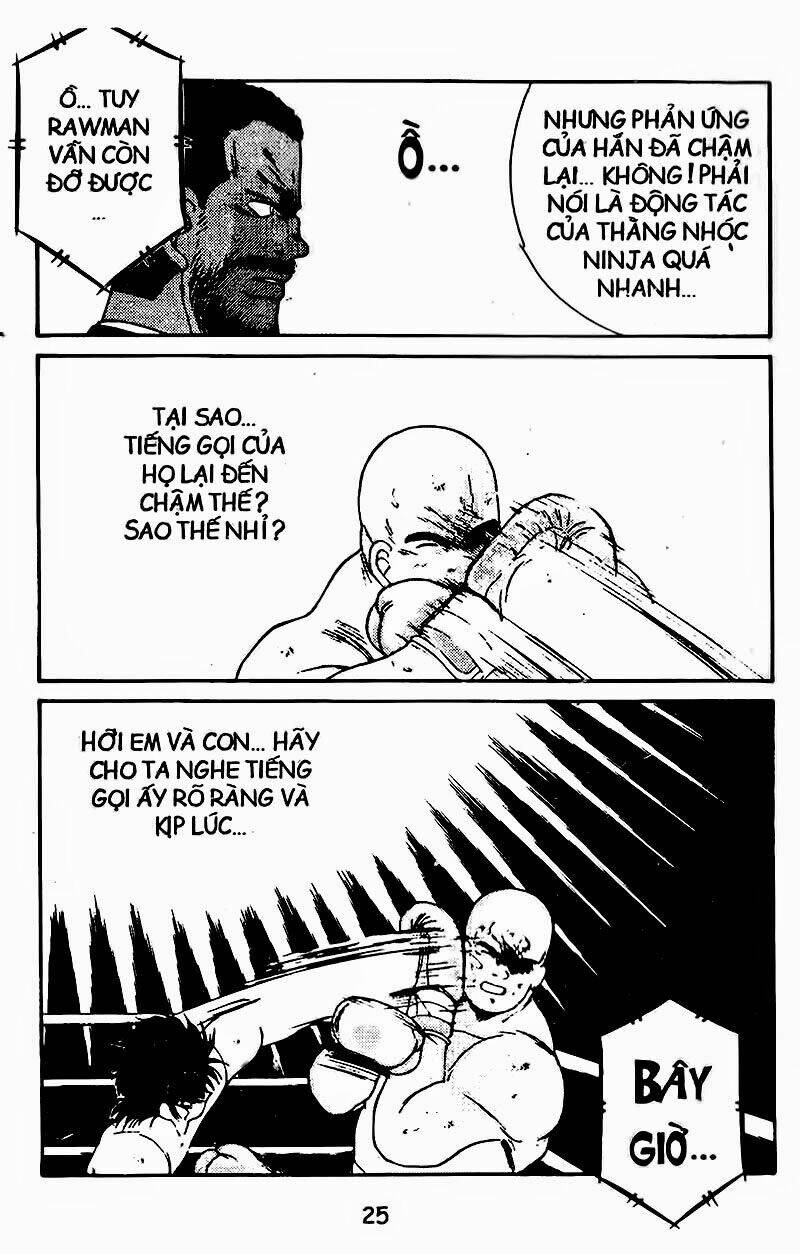 Ồ... TUY
RAWMAN
VẪN CÒN
ĐỠ ĐƯỢC
...
Ồ...
NHƯNG PHẢN ỨNG
CỦA HẮN ĐÃ CHẬM
LẠI... KHÔNG! PHẢI
NÓI LÀ ĐỘNG TÁC
CỦA THẰNG NHÓC
NINJA QUÁ
NHANH...
TẠI SAO...
TIẾNG GỌI CỦA
HỌ LẠI ĐẾN
CHẬM THẾ?
SAO THẾ NHỈ?
HỠI EM VÀ CON... HÃY
CHO TA NGHE TIẾNG
GỌI ẤY RÕ RÀNG VÀ
KỊP LÚC...
BÂY
GIỜ...
25